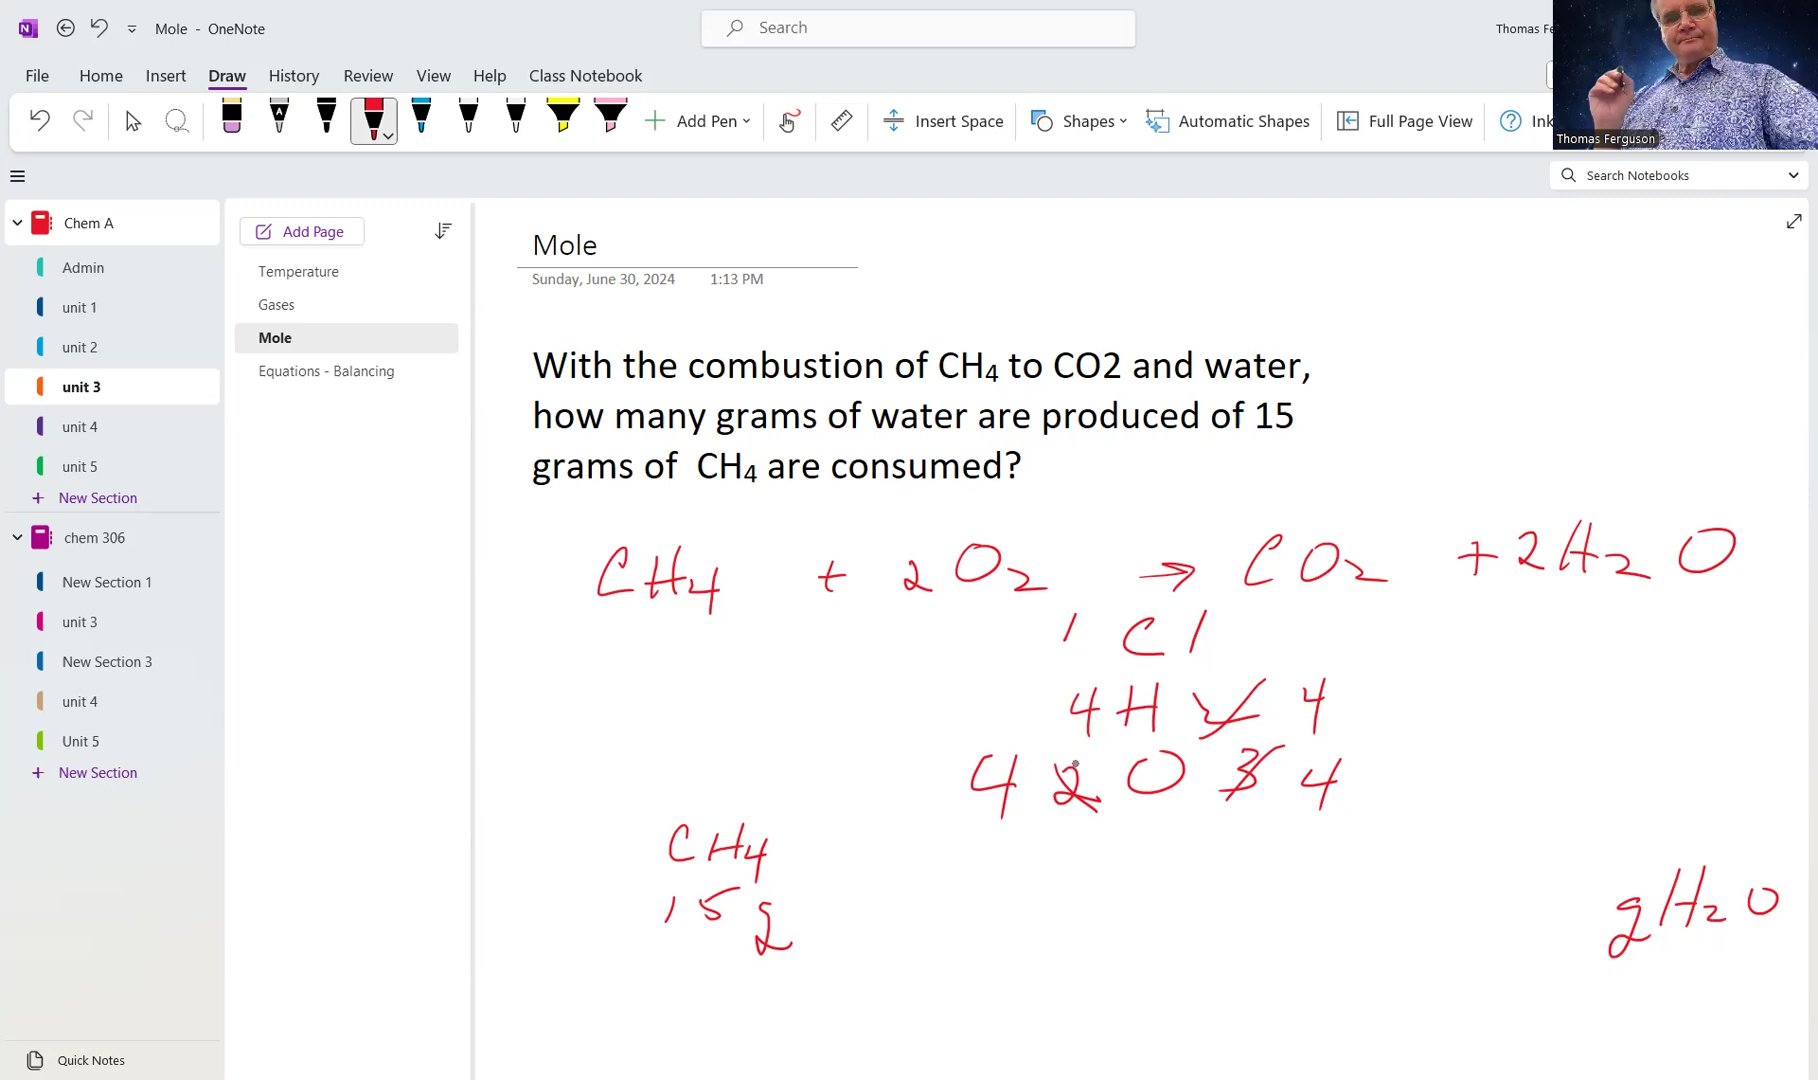 Mole - OneNote
Search
Thomas Fe
File Home Insert Draw History Review View Help Class Notebook
Add Pen
Insert Space
Shapes
Automatic Shapes
Full Page View
Ink
Thomas Ferguson
Search Notebooks
Chem A
Admin
unit 1
unit 2
unit 3
unit 4
unit 5
New Section
chem 306
New Section 1
unit 3
New Section 3
unit 4
Unit 5
New Section
Quick Notes
Add Page
Temperature
Gases
Mole
Equations - Balancing
Mole
Sunday, June 30, 2024 1:13 PM
With the combustion of CH₄ to CO2 and water,
how many grams of water are produced of 15
grams of CH₄ are consumed?
CH4 + 2O2 → CO2 + 2H2O
1 C 1
4 H 4
4 2 O 3 4
CH4
15 g
g H2O